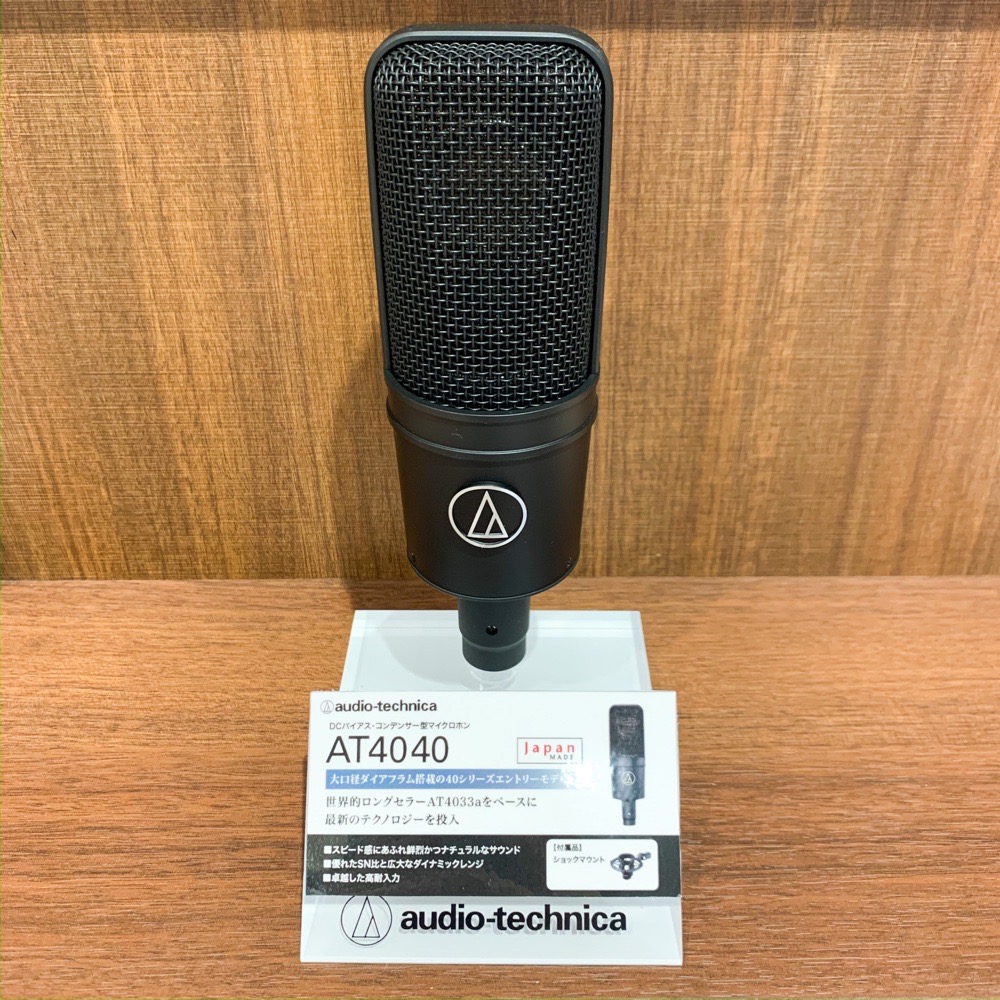 audio-technica
DCバイアス・コンデンサー型マイクロホン
AT4040
Japan
MADE
大口径ダイアフラム搭載の40シリーズエントリーモデル
世界的ロングセラーAT4033aをベースに
最新のテクノロジーを投入
■スピード感にあふれ鮮烈かつナチュラルなサウンド
■優れたSN比と広大なダイナミックレンジ
■卓越した高耐入力
【付属品】
ショックマウント
audio-technica